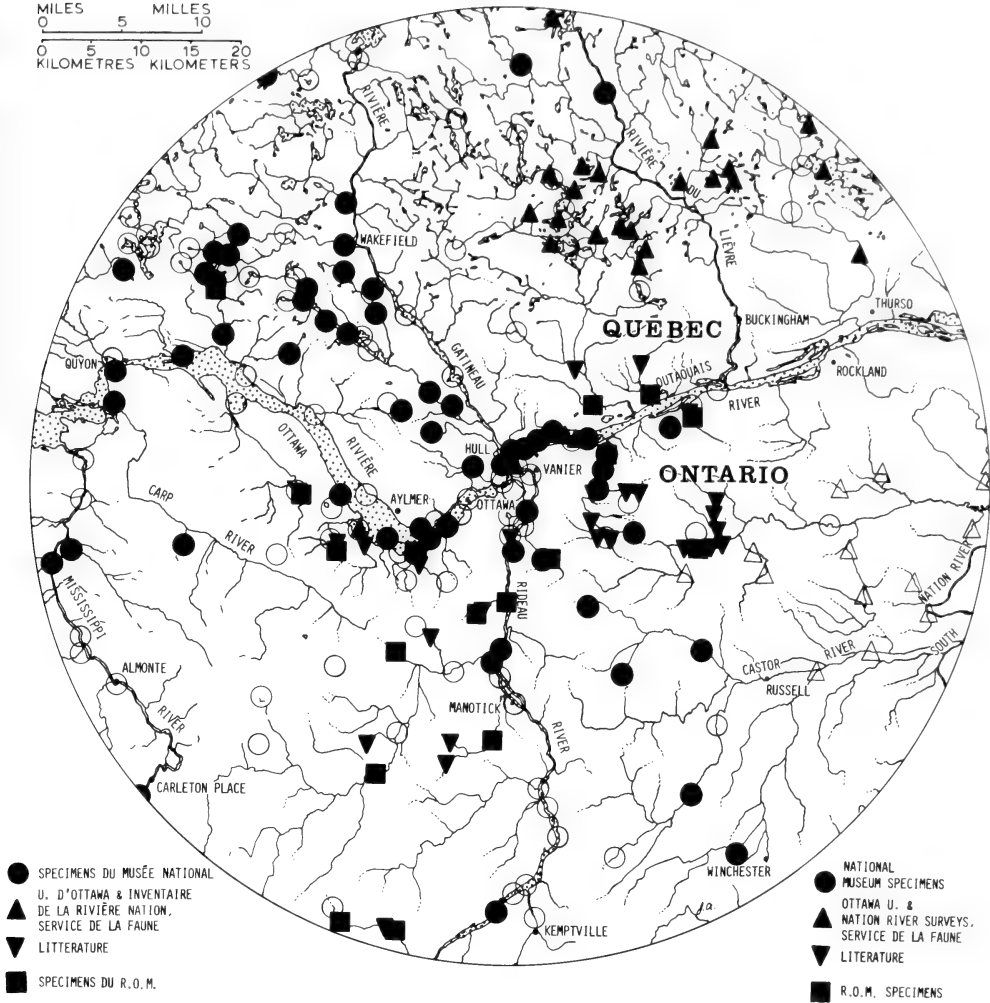 MILES MILLES
0 5 10
0 5 10 15 20
KILOMÈTRES KILOMETERS
RIVIÈRE
RIVIÈRE
DU
LIÈVRE
WAKEFIELD
THURSO
QUÉBEC
BUCKINGHAM
GATINEAU
QUYON
OUTAOUAIS
ROCKLAND
RIVER
OTTAWA
RIVIÈRE
HULL
VANIER
ONTARIO
CARP
RIVER
AYLMER
OTTAWA
MISSISSIPPI
RIDEAU
NATION RIVER
SOUTH
ALMONTE
CASTOR RIVER
RUSSELL
MANOTICK
RIVER
RIVER
CARLETON PLACE
WINCHESTER
j.a.
KEMPTVILLE
SPECIMENS DU MUSÉE NATIONAL
U. D'OTTAWA & INVENTAIRE
DE LA RIVIÈRE NATION,
SERVICE DE LA FAUNE
LITTERATURE
SPECIMENS DU R.O.M.
NATIONAL
MUSEUM SPECIMENS
OTTAWA U. &
NATION RIVER SURVEYS,
SERVICE DE LA FAUNE
LITERATURE
R.O.M. SPECIMENS